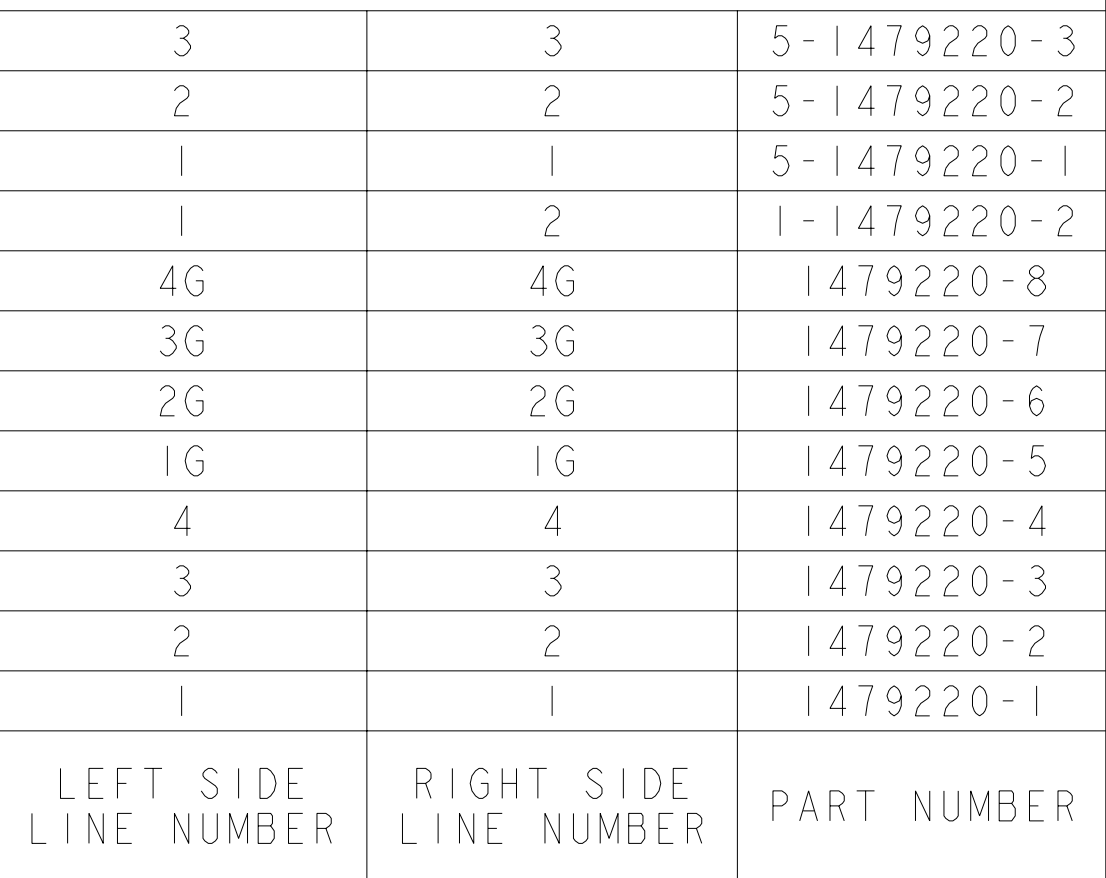 3 3 5-1479220-3
2 2 5-1479220-2
1 1 5-1479220-1
1 2 1-1479220-2
4G 4G 1479220-8
3G 3G 1479220-7
2G 2G 1479220-6
1G 1G 1479220-5
4 4 1479220-4
3 3 1479220-3
2 2 1479220-2
1 1 1479220-1
LEFT SIDE
LINE NUMBER
RIGHT SIDE
LINE NUMBER
PART NUMBER